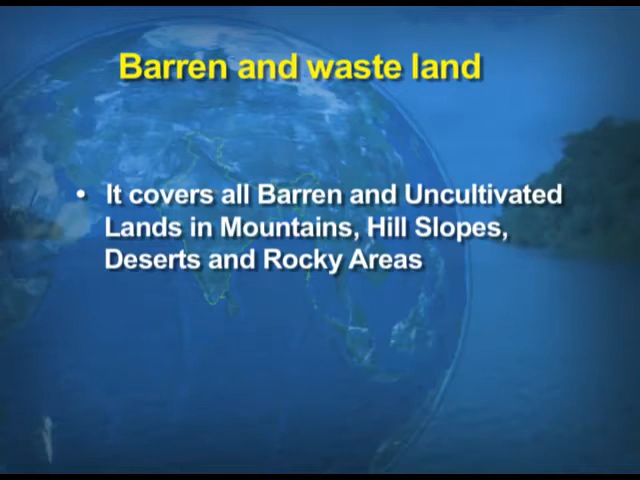 Barren and waste land
• It covers all Barren and Uncultivated
Lands in Mountains, Hill Slopes,
Deserts and Rocky Areas